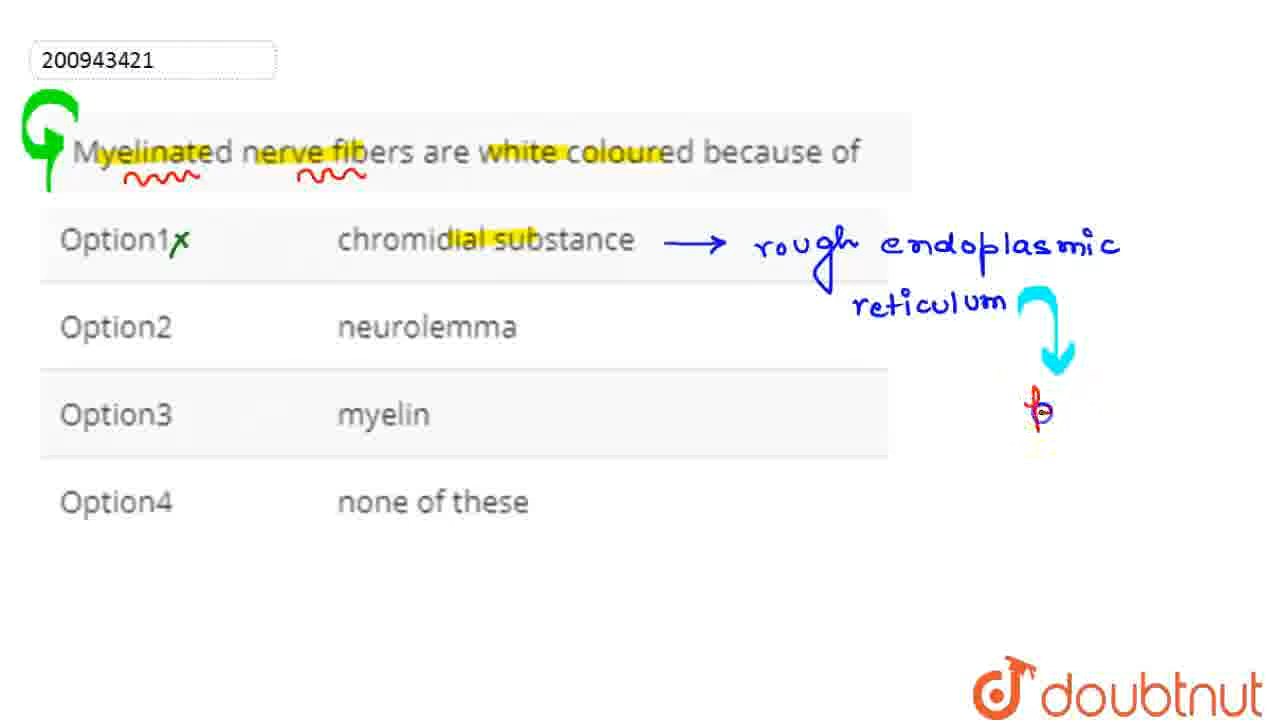 200943421
Myelinated nerve fibers are white coloured because of
Option1 x chromidial substance → rough endoplasmic
reticulum
Option2 neurolemma
Option3 myelin
Option4 none of these
doubtnut